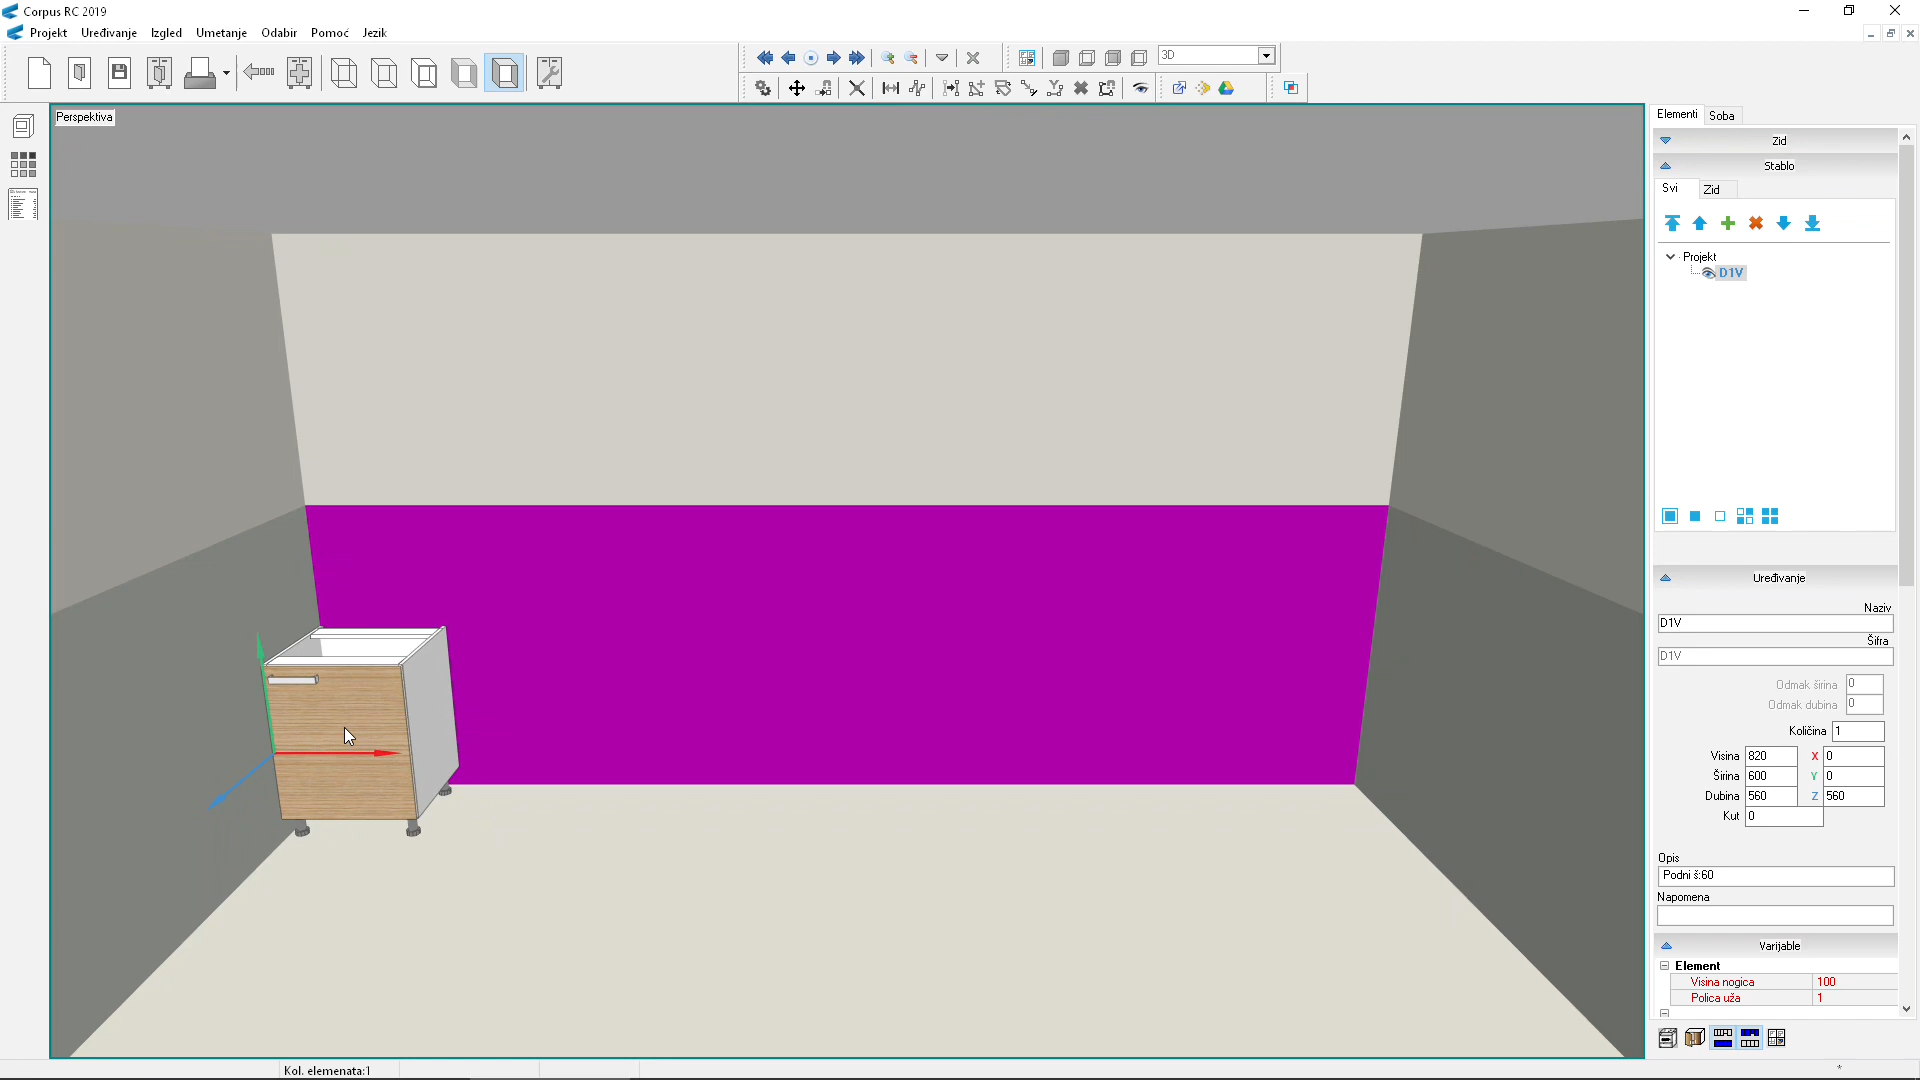 Corpus RC 2019
Projekt Uređivanje Izgled Umetanje Odabir Pomoć Jezik
3D
Perspektiva
Elementi Soba
Zid
Stablo
Svi Zid
Projekt
D1V
Uređivanje
Naziv
D1V
Šifra
D1V
Odmak širina 0
Odmak dubina 0
Količina 1
Visina 820 X 0
Širina 600 Y 0
Dubina 560 Z 560
Kut 0
Opis
Podni š:60
Napomena
Varijable
Element
Visina nogica 100
Polica uža 1
Kol. elemenata:1
*